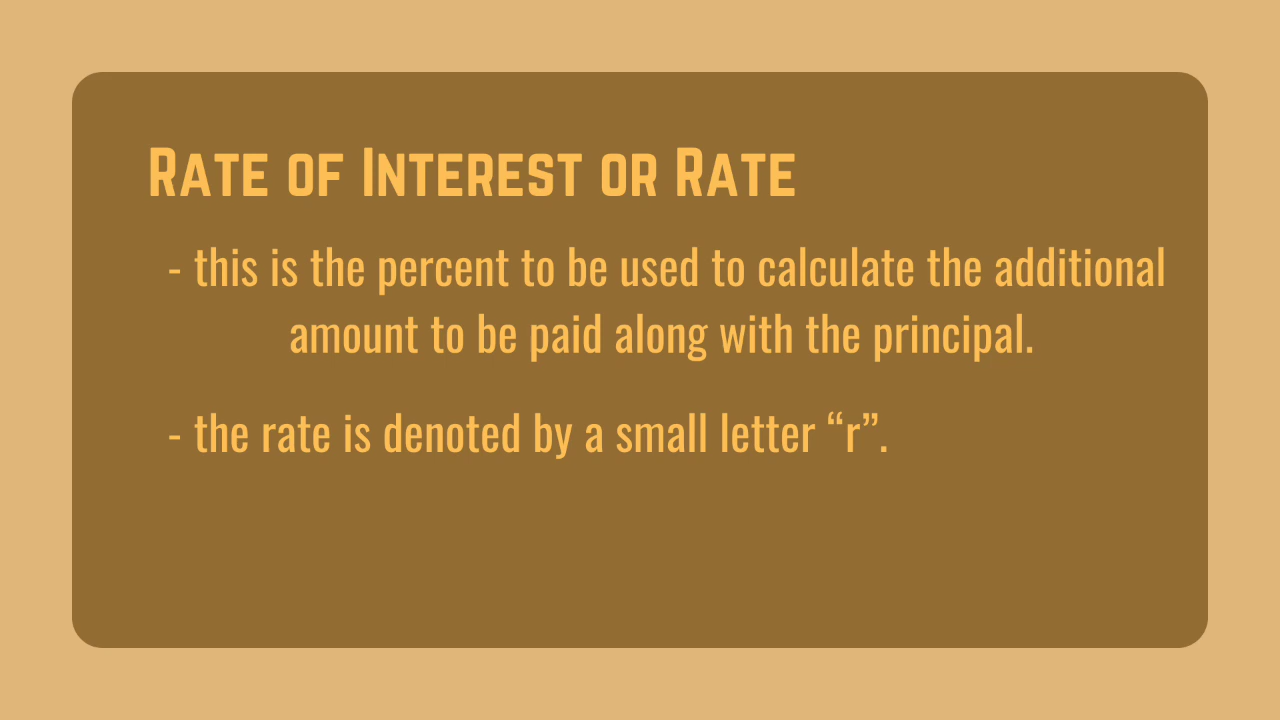 Rate of Interest or Rate
- this is the percent to be used to calculate the additional
amount to be paid along with the principal.
- the rate is denoted by a small letter “r”.